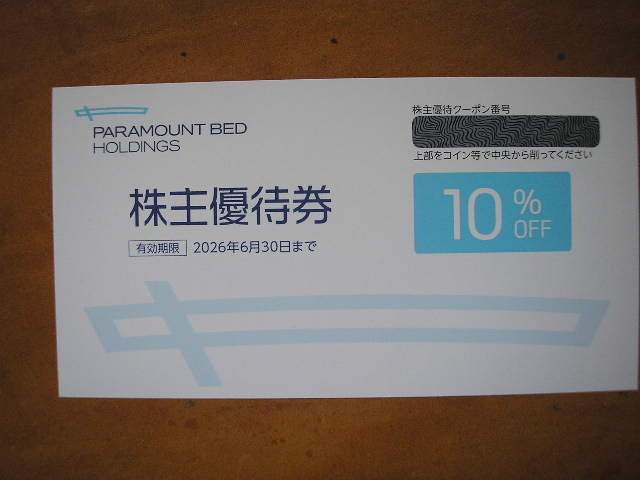 PARAMOUNT BED
HOLDINGS
株主優待クーポン番号
上部をコイン等で中央から削ってください
株主優待券
有効期限 2026年6月30日まで
10%
OFF